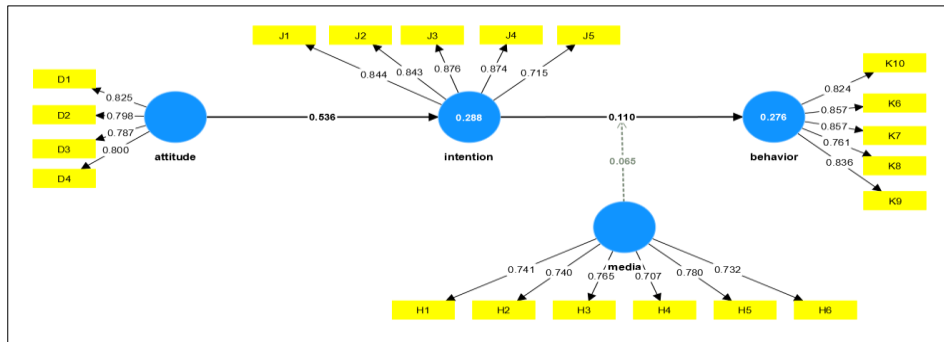 J1 J2 J3 J4 J5
0.844 0.843 0.876 0.874 0.715
D1
D2
D3
D4
0.825
0.798
0.787
0.800
attitude
0.536
0.288
intention
0.110
0.065
0.276
behavior
0.824
0.857
0.857
0.761
0.836
K10
K6
K7
K8
K9
media
0.741 0.740 0.765 0.707 0.780 0.732
H1 H2 H3 H4 H5 H6